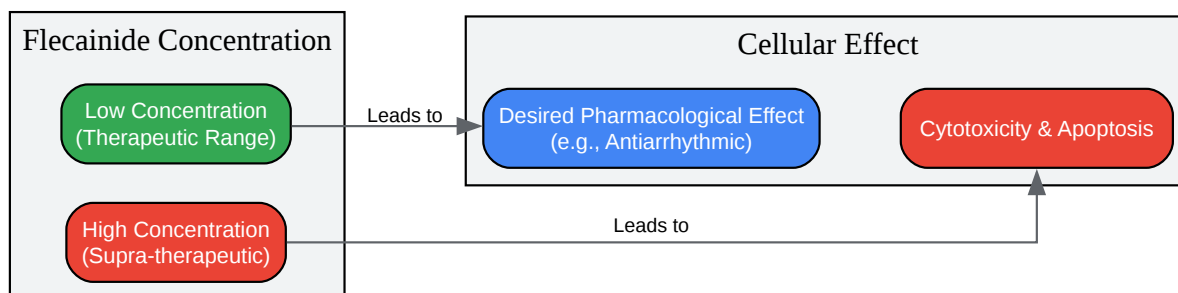 Flecainide Concentration
Cellular Effect
Low Concentration
(Therapeutic Range)
Leads to
Desired Pharmacological Effect
(e.g., Antiarrhythmic)
Cytotoxicity & Apoptosis
High Concentration
(Supra-therapeutic)
Leads to